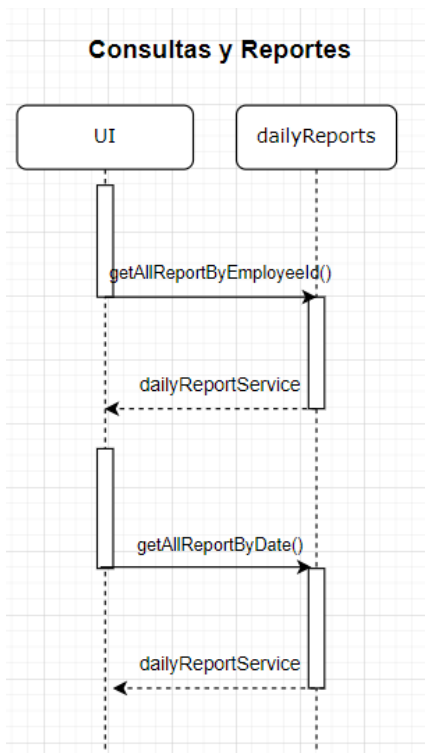 Consultas y Reportes
UI
dailyReports
getAllReportByEmployeeId()
dailyReportService
getAllReportByDate()
dailyReportService